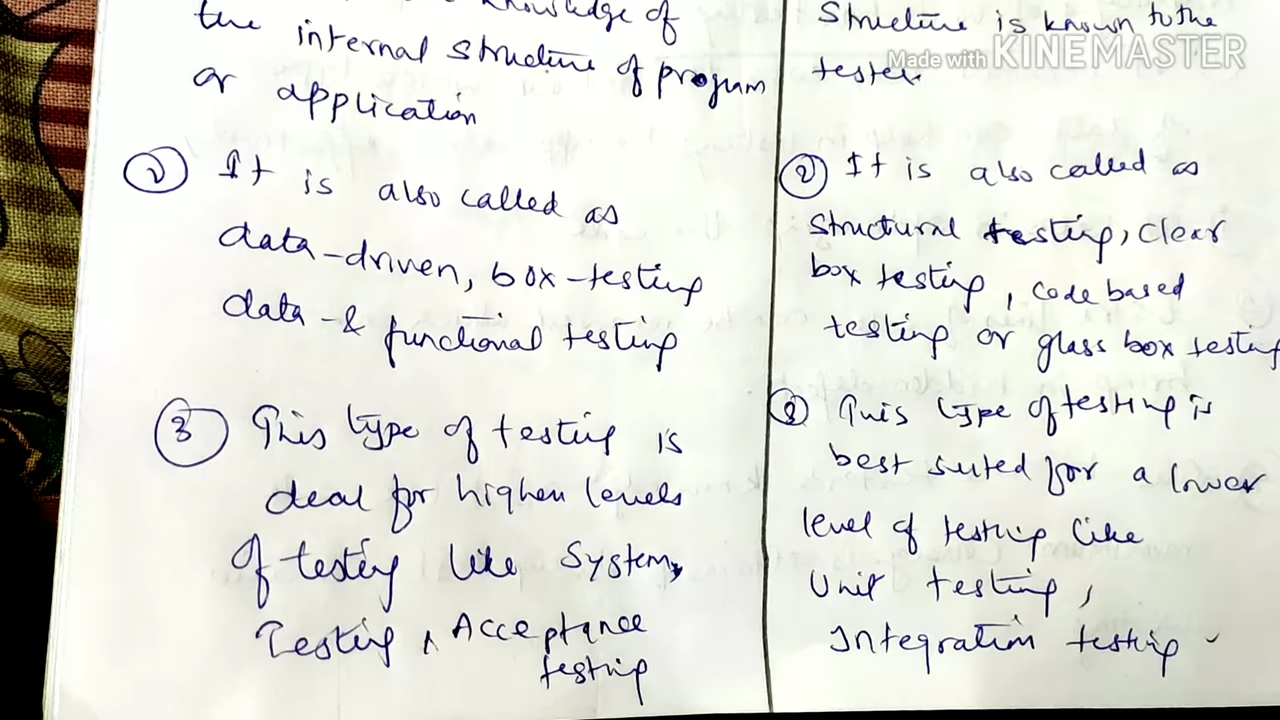 knowledge of
the internal structure of progum
or application
② It is also called as
data-driven, box-testing
data-& functional testing
③ This type of testing is
deal for higher levels
of testing like System,
Testing, Acceptance
testing
Structure is known to the
tester
② It is also called as
structural testing, clear
box testing, code based
testing or glass box testing
③ This type of testing is
best suted for a lower
level of testing like
Unit testing,
Integration testing
Made with KINEMASTER